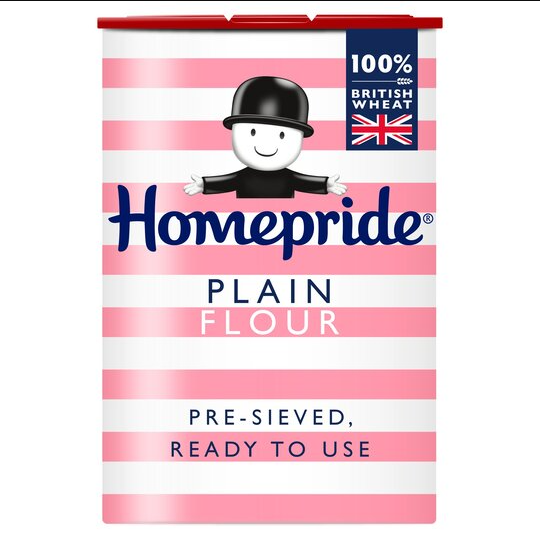 100%
BRITISH
WHEAT
Homepride®
PLAIN
FLOUR
PRE-SIEVED,
READY TO USE